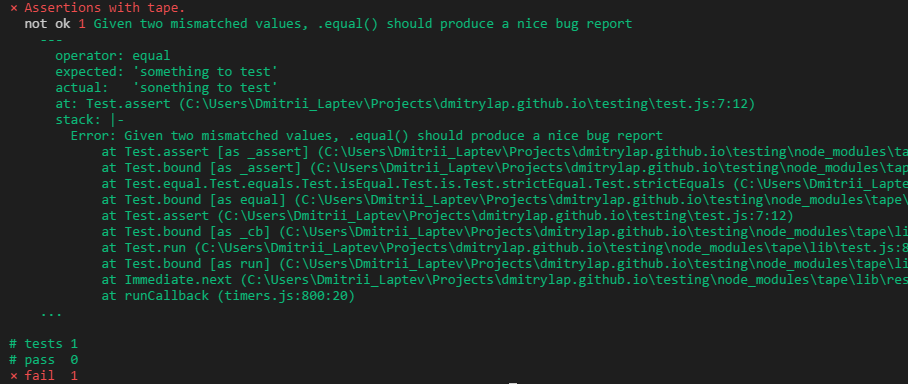 × Assertions with tape.
not ok 1 Given two mismatched values, .equal() should produce a nice bug report
---
operator: equal
expected: 'something to test'
actual:   'sonething to test'
at: Test.assert (C:\Users\Dmitrii_Laptev\Projects\dmitrylap.github.io\testing\test.js:7:12)
stack: |-
Error: Given two mismatched values, .equal() should produce a nice bug report
at Test.assert [as _assert] (C:\Users\Dmitrii_Laptev\Projects\dmitrylap.github.io\testing\node_modules\ta
at Test.bound [as _assert] (C:\Users\Dmitrii_Laptev\Projects\dmitrylap.github.io\testing\node_modules\tape
at Test.equal.Test.equals.Test.isEqual.Test.is.Test.strictEqual.Test.strictEquals (C:\Users\Dmitrii_Lapte
at Test.bound [as equal] (C:\Users\Dmitrii_Laptev\Projects\dmitrylap.github.io\testing\node_modules\tape\
at Test.assert (C:\Users\Dmitrii_Laptev\Projects\dmitrylap.github.io\testing\test.js:7:12)
at Test.bound [as _cb] (C:\Users\Dmitrii_Laptev\Projects\dmitrylap.github.io\testing\node_modules\tape\li
at Test.run (C:\Users\Dmitrii_Laptev\Projects\dmitrylap.github.io\testing\node_modules\tape\lib\test.js:8
at Test.bound [as run] (C:\Users\Dmitrii_Laptev\Projects\dmitrylap.github.io\testing\node_modules\tape\li
at Immediate.next (C:\Users\Dmitrii_Laptev\Projects\dmitrylap.github.io\testing\node_modules\tape\lib\res
at runCallback (timers.js:800:20)
...
# tests 1
# pass  0
× fail  1